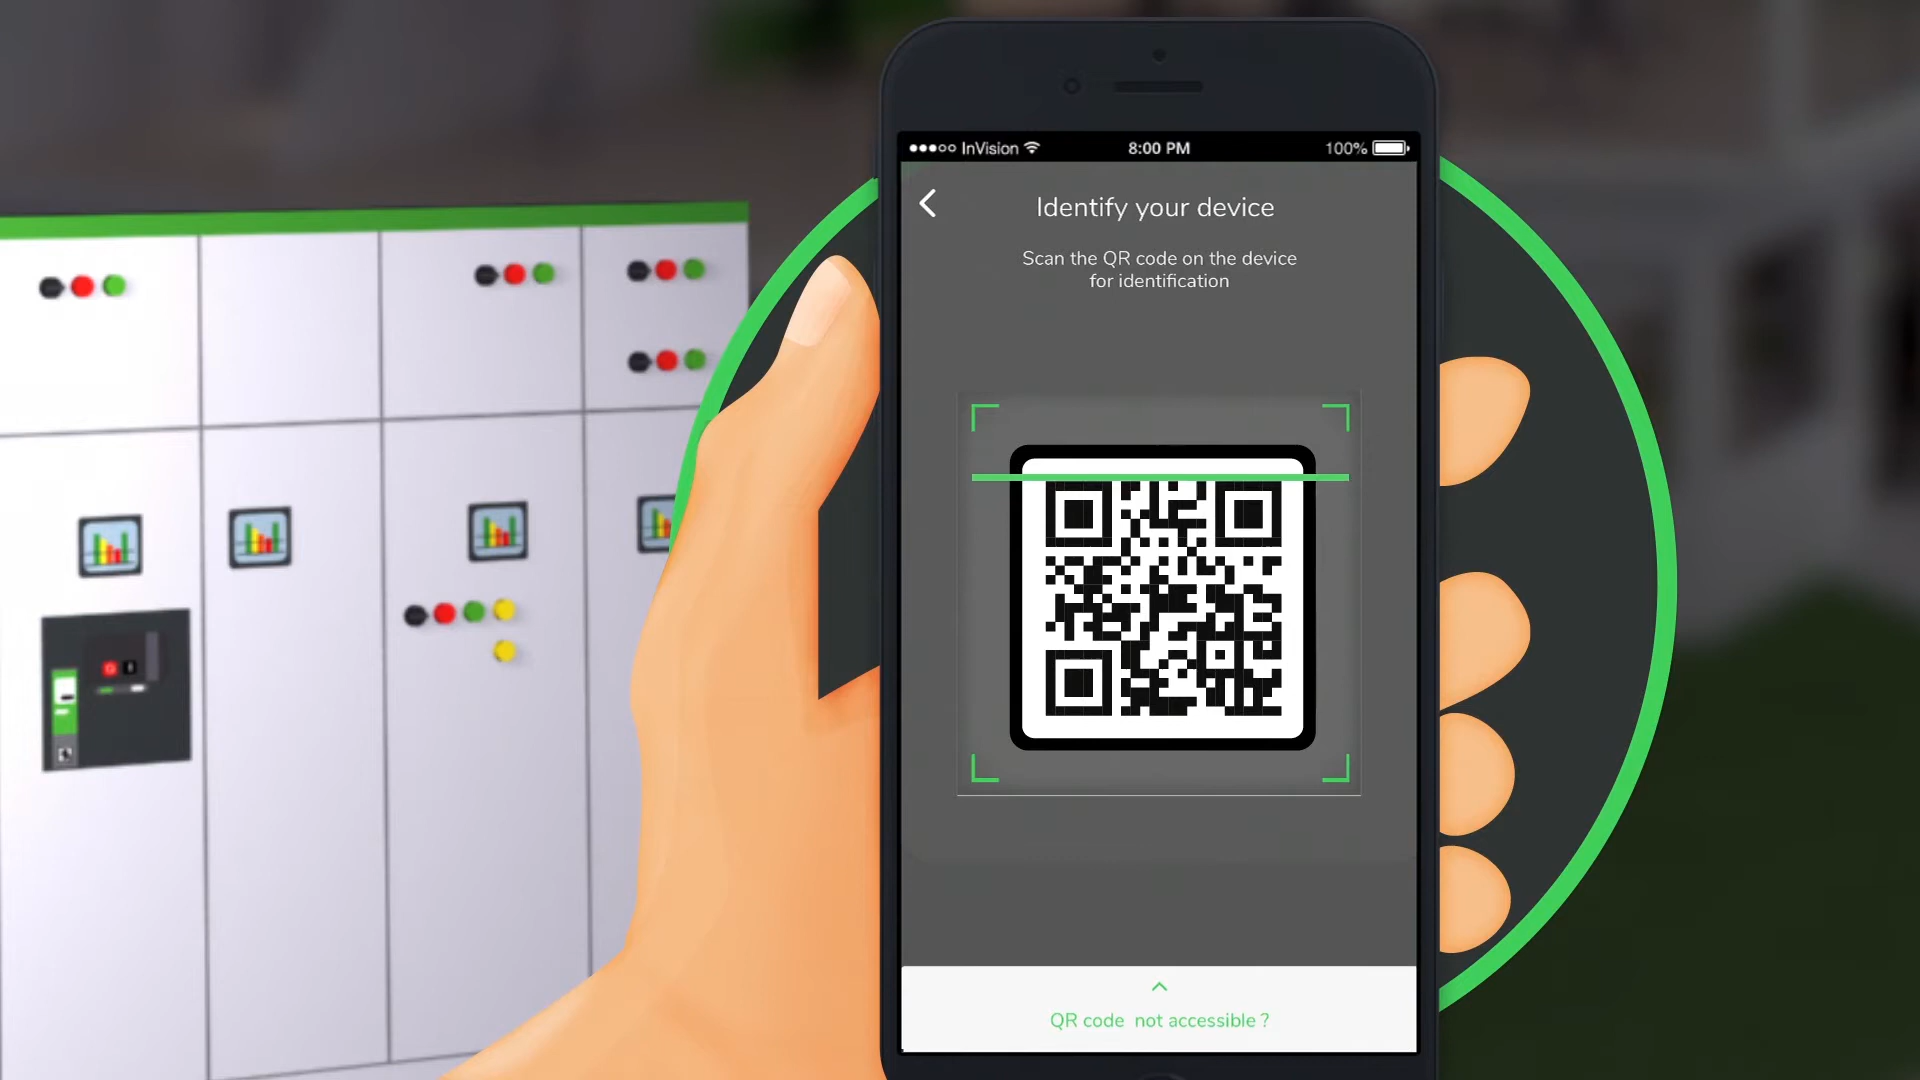 InVision
8:00 PM
100%
Identify your device
Scan the QR code on the device
for identification
QR code not accessible ?